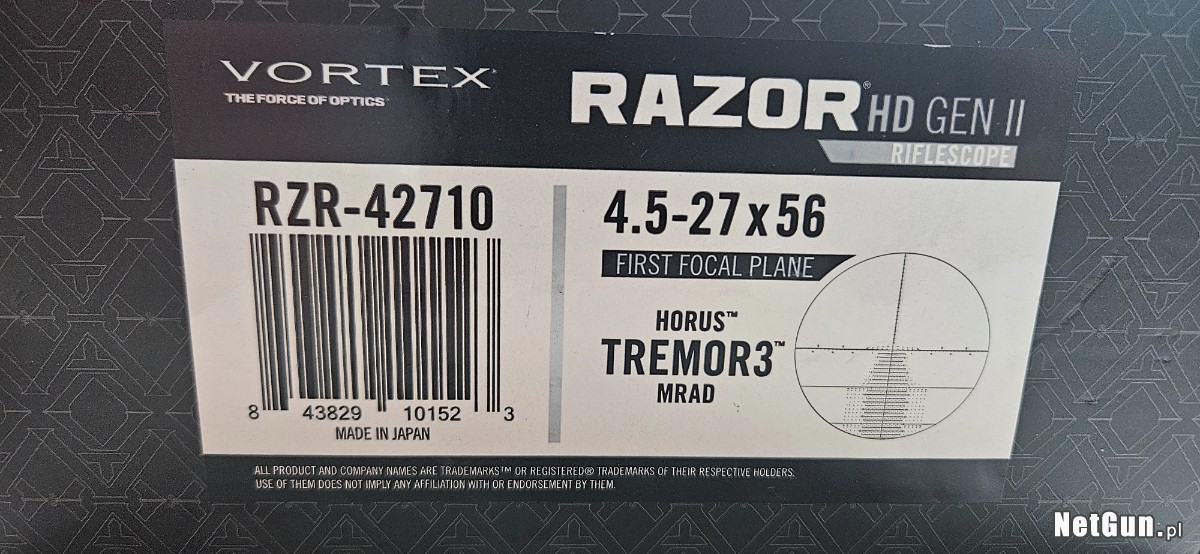 VORTEX
THE FORCE OF OPTICS
RAZOR® HD GEN II
RIFLESCOPE
RZR-42710
8 43829 10152 3
MADE IN JAPAN
4.5-27 x 56
FIRST FOCAL PLANE
HORUS™
TREMOR3™
MRAD
ALL PRODUCT AND COMPANY NAMES ARE TRADEMARKS™ OR REGISTERED® TRADEMARKS OF THEIR RESPECTIVE HOLDERS.
USE OF THEM DOES NOT IMPLY ANY AFFILIATION WITH OR ENDORSEMENT BY THEM.
NetGun.pl